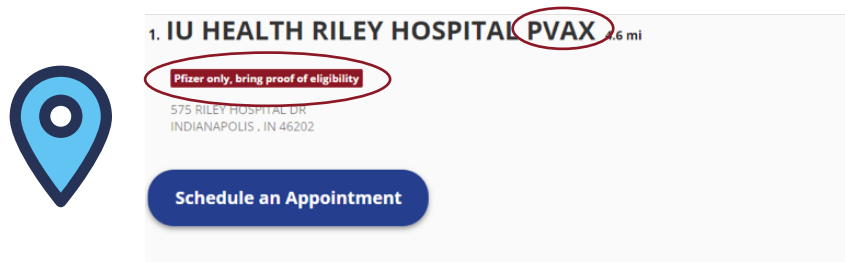 1. IU HEALTH RILEY HOSPITAL PVAX 4.6 mi
Pfizer only, bring proof of eligibility
575 RILEY HOSPITAL DR
INDIANAPOLIS , IN 46202
Schedule an Appointment